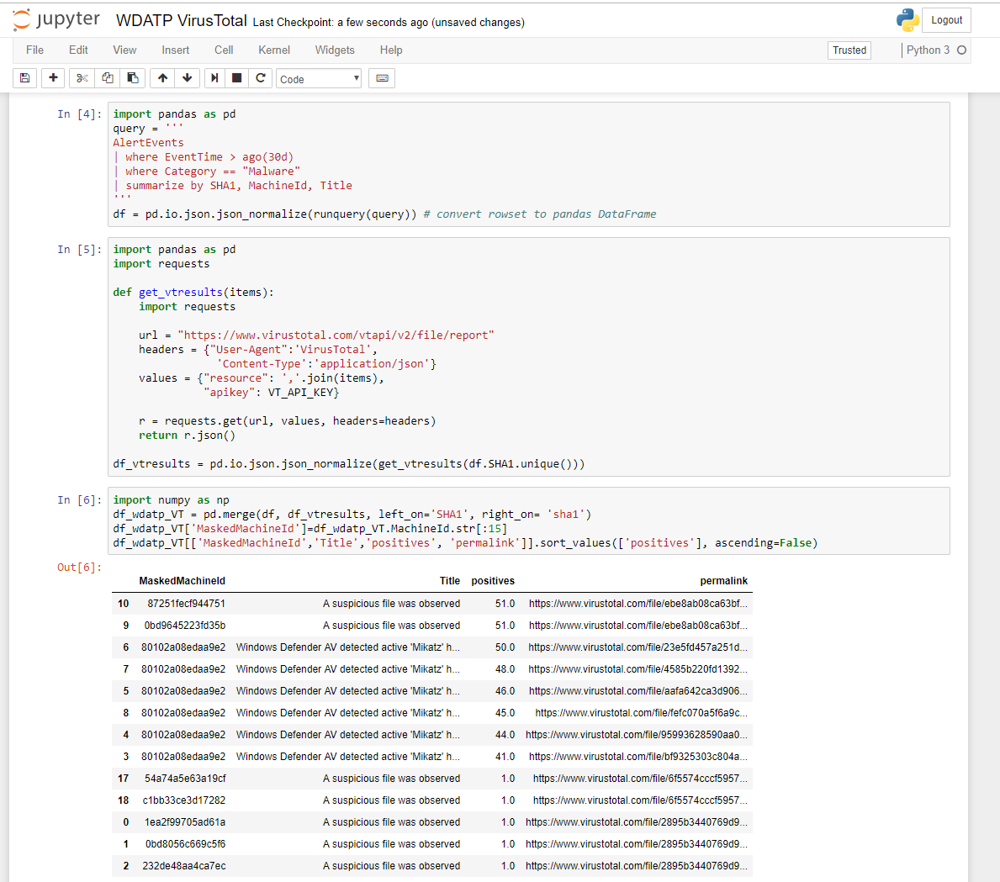 jupyter WDATP VirusTotal Last Checkpoint: a few seconds ago (unsaved changes) Logout
File Edit View Insert Cell Kernel Widgets Help Trusted Python 3
Code
In [4]: import pandas as pd
query = '''
AlertEvents
| where EventTime > ago(30d)
| where Category == "Malware"
| summarize by SHA1, MachineId, Title
'''
df = pd.io.json.json_normalize(runquery(query)) # convert rowset to pandas DataFrame
In [5]: import pandas as pd
import requests
def get_vtresults(items):
    import requests
    url = "https://www.virustotal.com/vtapi/v2/file/report"
    headers = {"User-Agent":'VirusTotal',
                'Content-Type':'application/json'}
    values = {"resource": ','.join(items),
              "apikey": VT_API_KEY}
    r = requests.get(url, values, headers=headers)
    return r.json()
df_vtresults = pd.io.json.json_normalize(get_vtresults(df.SHA1.unique()))
In [6]: import numpy as np
df_wdatp_VT = pd.merge(df, df_vtresults, left_on='SHA1', right_on= 'sha1')
df_wdatp_VT['MaskedMachineId']=df_wdatp_VT.MachineId.str[:15]
df_wdatp_VT[['MaskedMachineId','Title','positives', 'permalink']].sort_values(['positives'], ascending=False)
Out[6]:
MaskedMachineId Title positives permalink
10 87251fecf944751 A suspicious file was observed 51.0 https://www.virustotal.com/file/ebe8ab08ca63bf...
9 0bd9645223fd35b A suspicious file was observed 51.0 https://www.virustotal.com/file/ebe8ab08ca63bf...
6 80102a08edaa9e2 Windows Defender AV detected active 'Mikatz' h... 50.0 https://www.virustotal.com/file/23e5fd457a251d...
7 80102a08edaa9e2 Windows Defender AV detected active 'Mikatz' h... 48.0 https://www.virustotal.com/file/4585b220fd1392...
5 80102a08edaa9e2 Windows Defender AV detected active 'Mikatz' h... 46.0 https://www.virustotal.com/file/aafa642ca3d906...
8 80102a08edaa9e2 Windows Defender AV detected active 'Mikatz' h... 45.0 https://www.virustotal.com/file/fefc070a5f6a9c...
4 80102a08edaa9e2 Windows Defender AV detected active 'Mikatz' h... 44.0 https://www.virustotal.com/file/95993628590aa0...
3 80102a08edaa9e2 Windows Defender AV detected active 'Mikatz' h... 41.0 https://www.virustotal.com/file/bf9325303c804a...
17 54a74a5e63a19cf A suspicious file was observed 1.0 https://www.virustotal.com/file/6f5574cccf5957...
18 c1bb33ce3d17282 A suspicious file was observed 1.0 https://www.virustotal.com/file/6f5574cccf5957...
0 1ea2f99705ad61a A suspicious file was observed 1.0 https://www.virustotal.com/file/2895b3440769d9...
1 0bd8056c669c5f6 A suspicious file was observed 1.0 https://www.virustotal.com/file/2895b3440769d9...
2 232de48aa4ca7ec A suspicious file was observed 1.0 https://www.virustotal.com/file/2895b3440769d9...